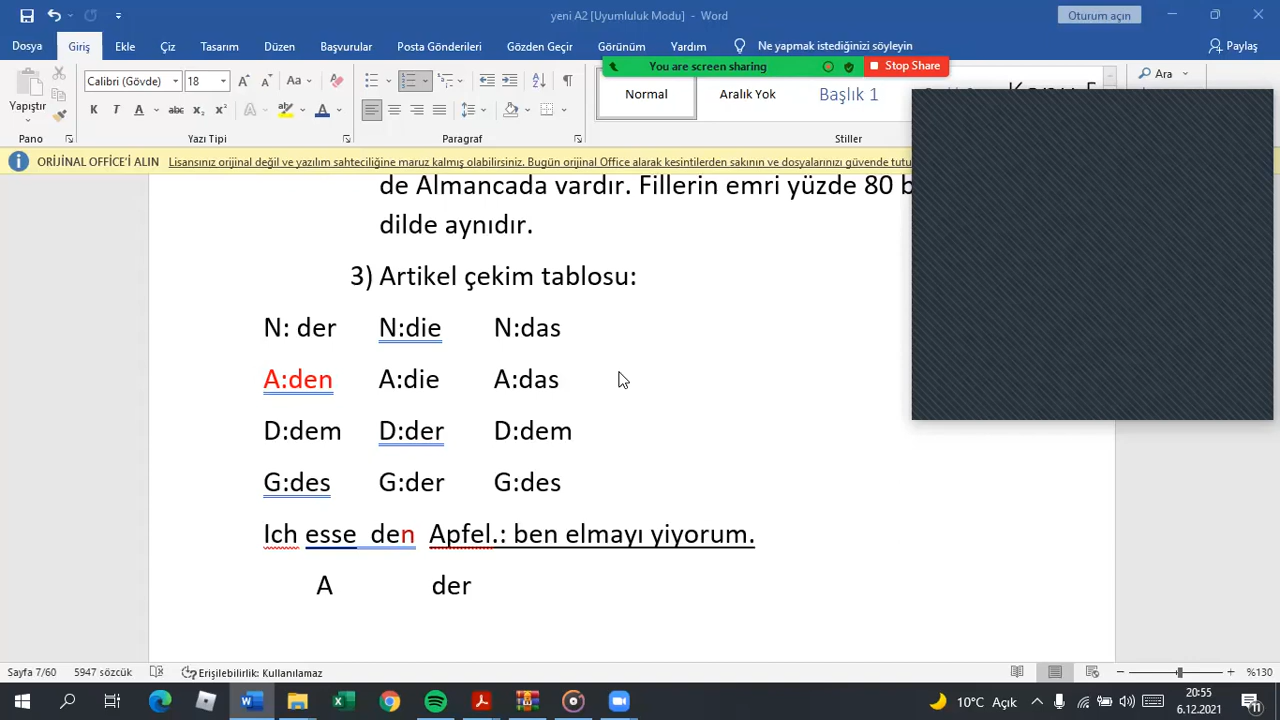 yeni A2 [Uyumluluk Modu] - Word
Oturum açın
Dosya Giriş Ekle Çiz Tasarım Düzen Başvurular Posta Gönderileri Gözden Geçir Görünüm Yardım Ne yapmak istediğinizi söyleyin Paylaş
You are screen sharing Stop Share
Yapıştır
Calibri (Gövde) 18
Normal
Aralık Yok
Başlık 1
Ara
Pano Yazı Tipi Paragraf Stiller
ORİJİNAL OFFICE'İ ALIN Lisansınız orijinal değil ve yazılım sahteciliğine maruz kalmış olabilirsiniz. Bugün orijinal Office alarak kesintilerden sakının ve dosyalarınızı güvende tutu
de Almancada vardır. Fillerin emri yüzde 80 b
dilde aynıdır.
3) Artikel çekim tablosu:
N: der N:die N:das
A:den A:die A:das
D:dem D:der D:dem
G:des G:der G:des
Ich esse den Apfel.: ben elmayı yiyorum.
A der
Sayfa 7/60 5947 sözcük Erişilebilirlik: Kullanılamaz %130
10°C Açık
20:55
6.12.2021
11